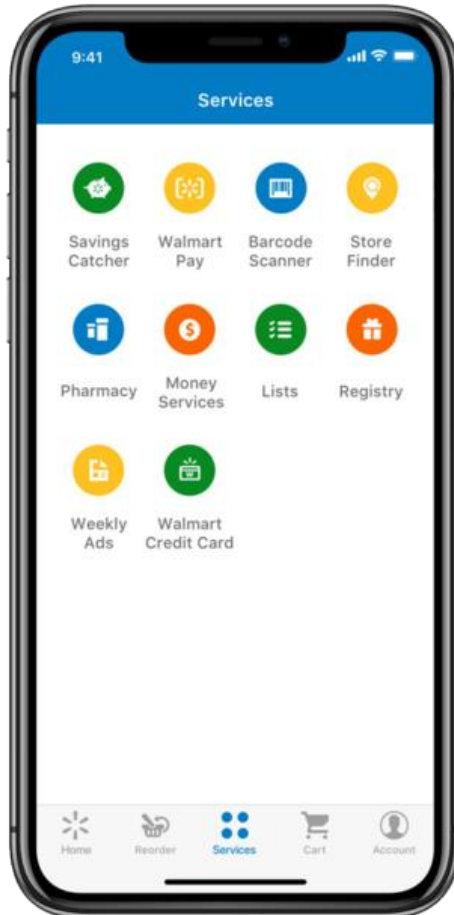 9:41
Services
Savings Catcher
Walmart Pay
Barcode Scanner
Store Finder
Pharmacy
Money Services
Lists
Registry
Weekly Ads
Walmart Credit Card
Home
Reorder
Services
Cart
Account